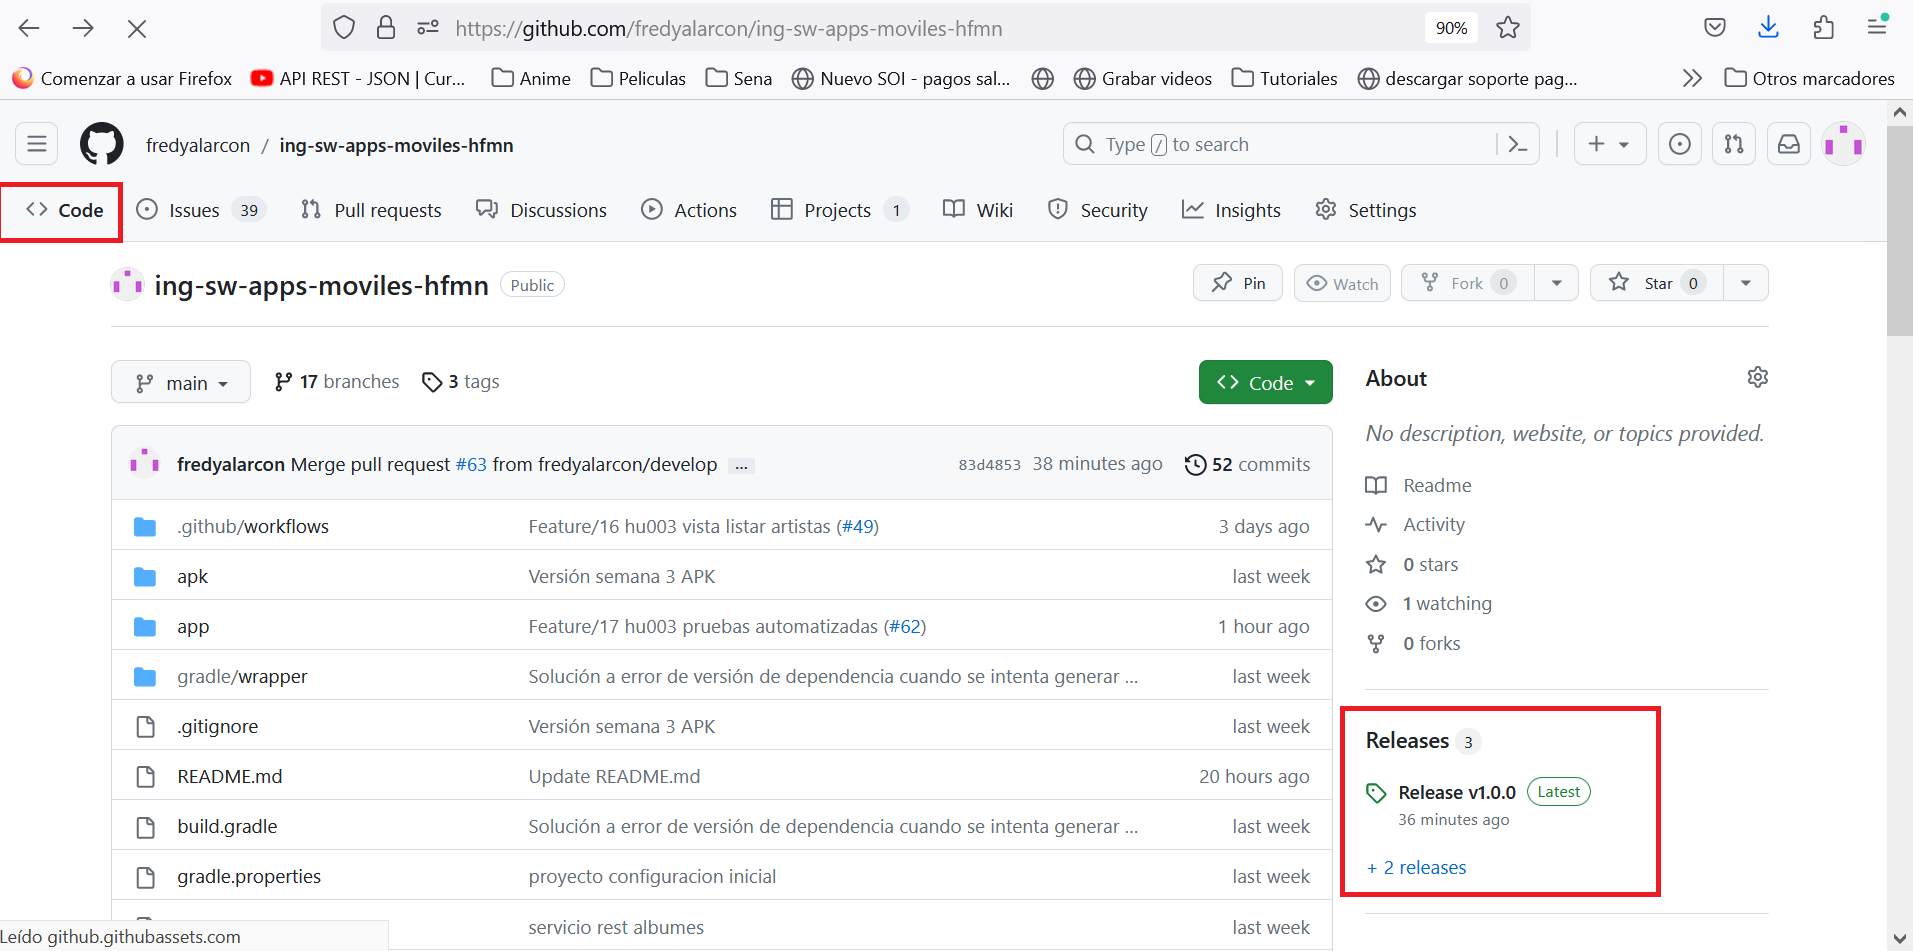 https://github.com/fredyalarcon/ing-sw-apps-moviles-hfmn
90%
Comenzar a usar Firefox
API REST - JSON | Cur...
Anime
Peliculas
Sena
Nuevo SOI - pagos sal...
Grabar videos
Tutoriales
descargar soporte pag...
Otros marcadores
fredyalarcon / ing-sw-apps-moviles-hfmn
Type / to search
Code
Issues 39
Pull requests
Discussions
Actions
Projects 1
Wiki
Security
Insights
Settings
ing-sw-apps-moviles-hfmn Public
Pin
Watch
Fork 0
Star 0
main
17 branches
3 tags
Code
fredyalarcon Merge pull request #63 from fredyalarcon/develop ...
83d4853 38 minutes ago
52 commits
.github/workflows Feature/16 hu003 vista listar artistas (#49) 3 days ago
apk Versión semana 3 APK last week
app Feature/17 hu003 pruebas automatizadas (#62) 1 hour ago
gradle/wrapper Solución a error de versión de dependencia cuando se intenta generar ... last week
.gitignore Versión semana 3 APK last week
README.md Update README.md 20 hours ago
build.gradle Solución a error de versión de dependencia cuando se intenta generar ... last week
gradle.properties proyecto configuracion inicial last week
servicio rest albumes last week
About
No description, website, or topics provided.
Readme
Activity
0 stars
1 watching
0 forks
Releases 3
Release v1.0.0 Latest
36 minutes ago
+ 2 releases
Leído github.githubassets.com